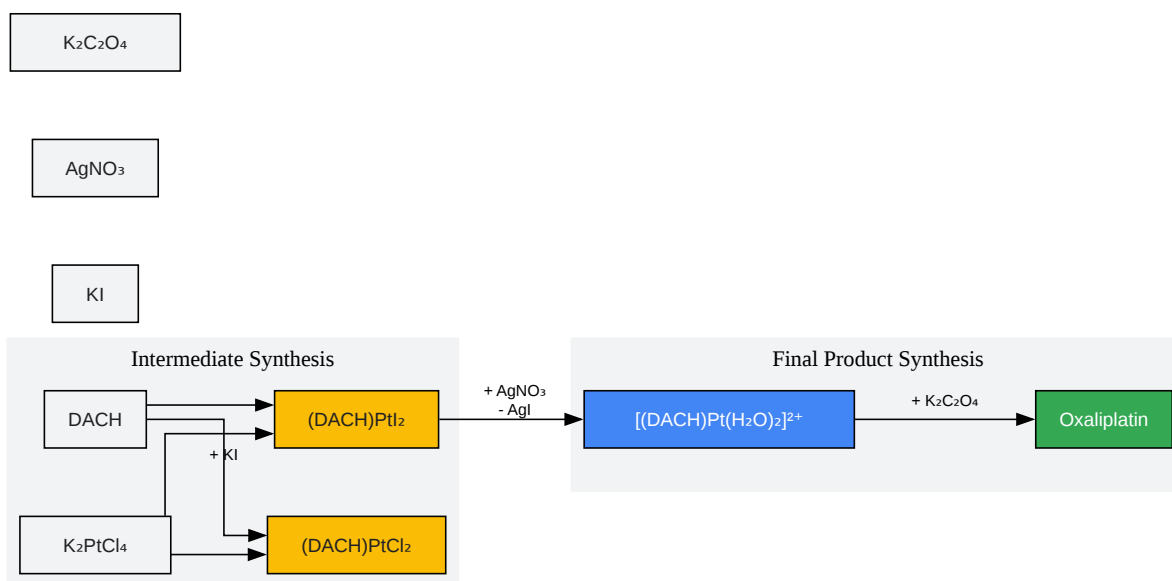 K₂C₂O₄
AgNO₃
KI
Intermediate Synthesis
DACH
(DACH)PtI₂
+ KI
K₂PtCl₄
(DACH)PtCl₂
+ AgNO₃
- AgI
Final Product Synthesis
[(DACH)Pt(H₂O)₂]²⁺
+ K₂C₂O₄
Oxaliplatin